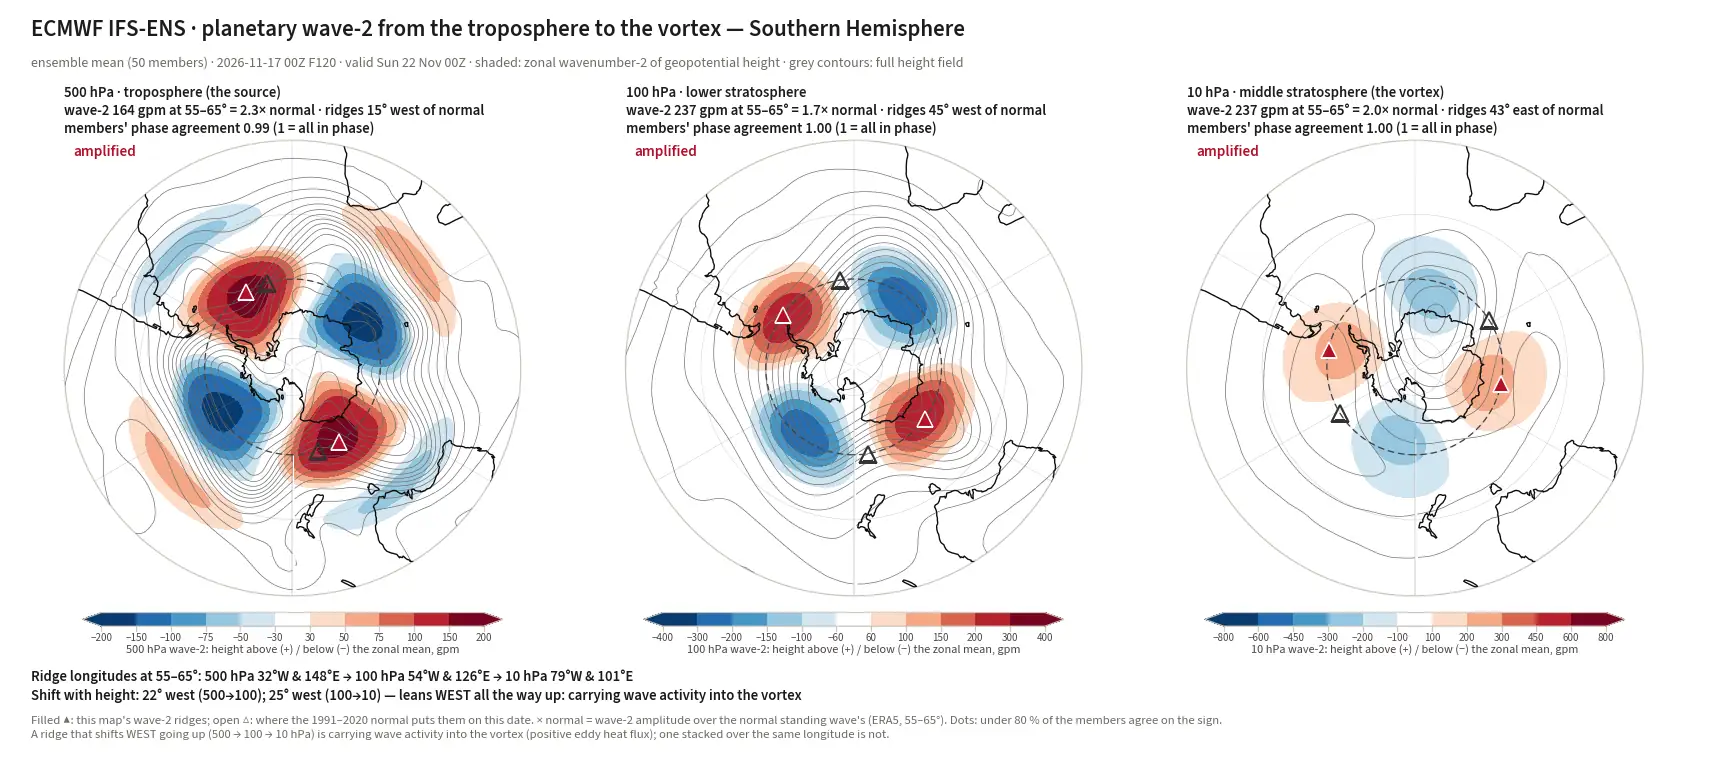 ECMWF IFS-ENS · planetary wave-2 from the troposphere to the vortex — Southern Hemisphere
ensemble mean (50 members) · 2026-11-17 00Z F120 · valid Sun 22 Nov 00Z · shaded: zonal wavenumber-2 of geopotential height · grey contours: full height field
500 hPa · troposphere (the source)
wave-2 164 gpm at 55–65° = 2.3× normal · ridges 15° west of normal
members' phase agreement 0.99 (1 = all in phase)
amplified
100 hPa · lower stratosphere
wave-2 237 gpm at 55–65° = 1.7× normal · ridges 45° west of normal
members' phase agreement 1.00 (1 = all in phase)
amplified
10 hPa · middle stratosphere (the vortex)
wave-2 237 gpm at 55–65° = 2.0× normal · ridges 43° east of normal
members' phase agreement 1.00 (1 = all in phase)
amplified
−200 −150 −100 −75 −50 −30 30 50 75 100 150 200
500 hPa wave-2: height above (+) / below (−) the zonal mean, gpm
−400 −300 −200 −150 −100 −60 60 100 150 200 300 400
100 hPa wave-2: height above (+) / below (−) the zonal mean, gpm
−800 −600 −450 −300 −200 −100 100 200 300 450 600 800
10 hPa wave-2: height above (+) / below (−) the zonal mean, gpm
Ridge longitudes at 55–65°: 500 hPa 32°W & 148°E → 100 hPa 54°W & 126°E → 10 hPa 79°W & 101°E
Shift with height: 22° west (500→100); 25° west (100→10) — leans WEST all the way up: carrying wave activity into the vortex
Filled ▲: this map's wave-2 ridges; open △: where the 1991–2020 normal puts them on this date. × normal = wave-2 amplitude over the normal standing wave's (ERA5, 55–65°). Dots: under 80 % of the members agree on the sign.
A ridge that shifts WEST going up (500 → 100 → 10 hPa) is carrying wave activity into the vortex (positive eddy heat flux); one stacked over the same longitude is not.